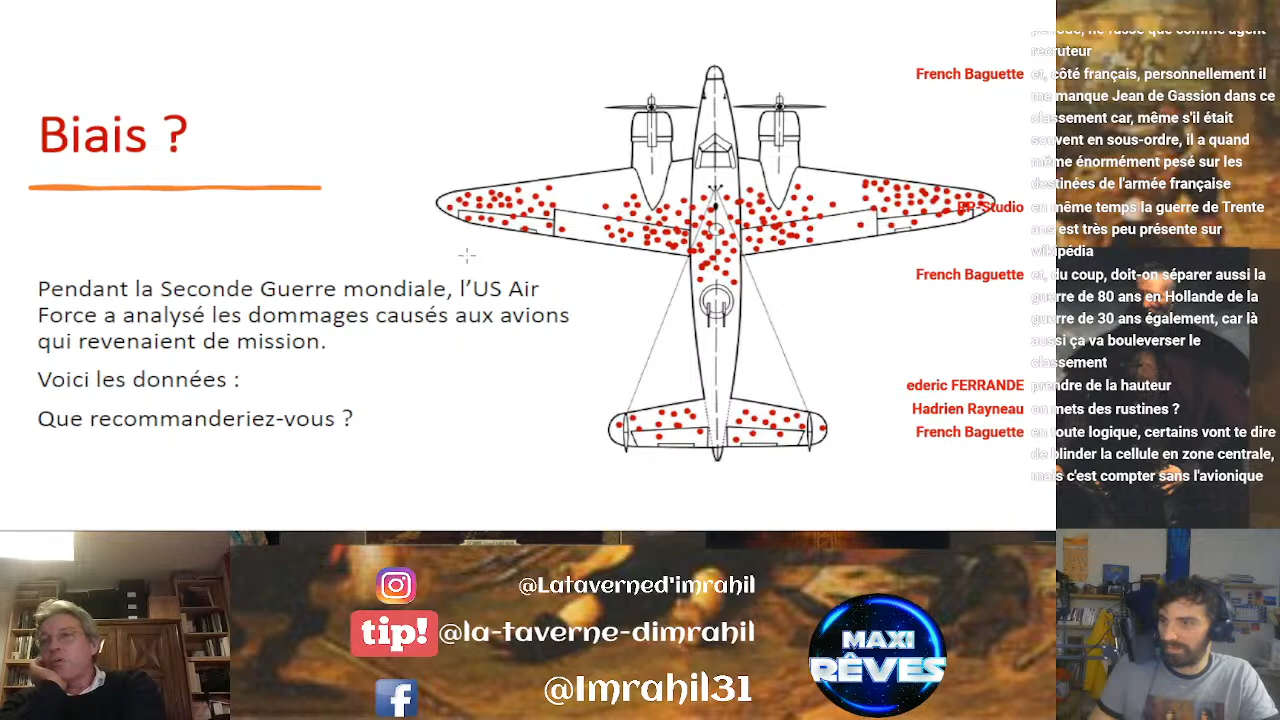 Biais ?
Pendant la Seconde Guerre mondiale, l'US Air
Force a analysé les dommages causés aux avions
qui revenaient de mission.
Voici les données :
Que recommanderiez-vous ?
recruteur
French Baguette et, côté français, personnellement il
me manque Jean de Gassion dans ce
classement car, même s'il était
souvent en sous-ordre, il a quand
même énormément pesé sur les
destinées de l'armée française
RP-Studio en même temps la guerre de Trente
ans est très peu présente sur
wikipédia
French Baguette et, du coup, doit-on séparer aussi la
guerre de 80 ans en Hollande de la
guerre de 30 ans également, car là
aussi ça va bouleverser le
classement
ederic FERRANDE prendre de la hauteur
Hadrien Rayneau on mets des rustines ?
French Baguette en toute logique, certains vont te dire
de blinder la cellule en zone centrale,
mais c'est compter sans l'avionique
@Lataverned'imrahil
tip! @la-taverne-dimrahil
@Imrahil31
MAXI
RÊVES